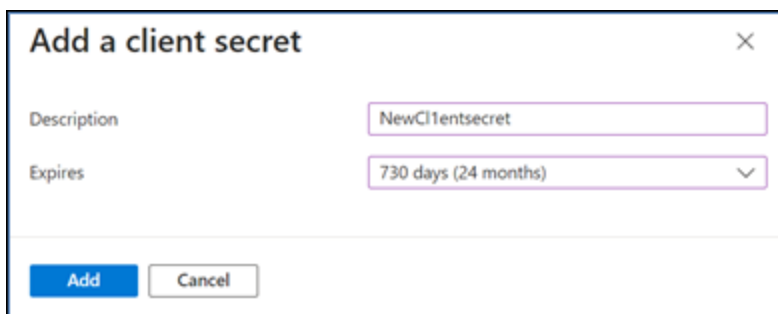 Add a client secret
Description NewCl1entsecret
Expires 730 days (24 months)
Add Cancel